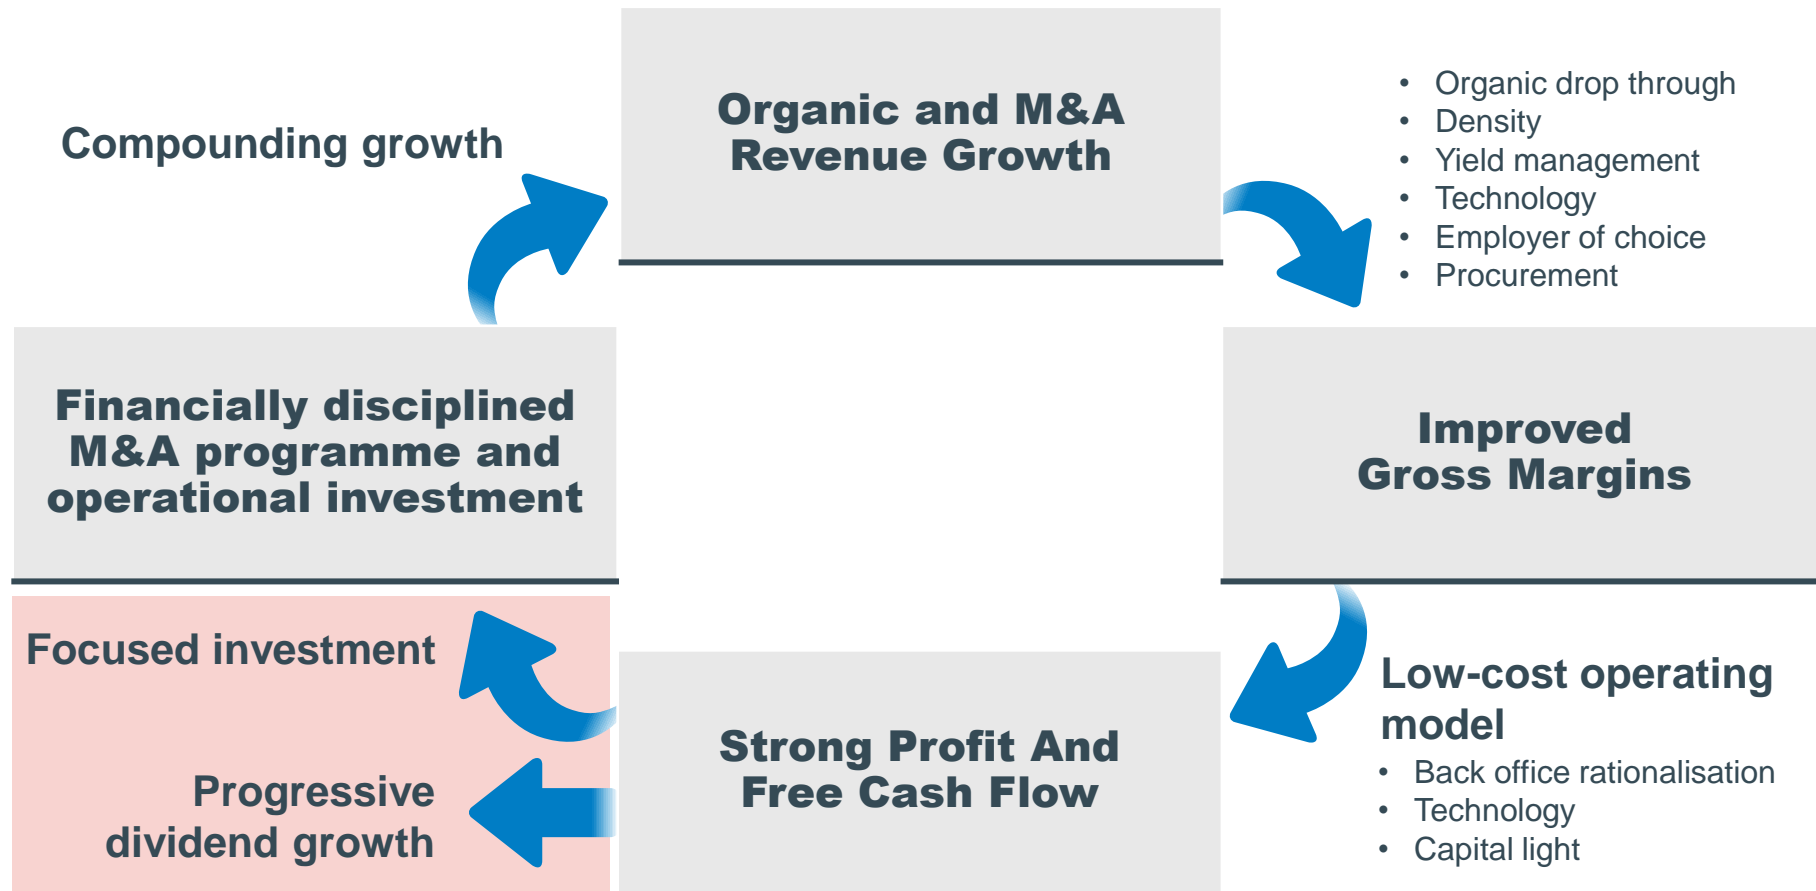 Organic and M&A
Revenue Growth
Compounding growth
• Organic drop through
• Density
• Yield management
• Technology
• Employer of choice
• Procurement
Financially disciplined
M&A programme and
operational investment
Improved
Gross Margins
Focused investment
Progressive
dividend growth
Strong Profit And
Free Cash Flow
Low-cost operating
model
• Back office rationalisation
• Technology
• Capital light